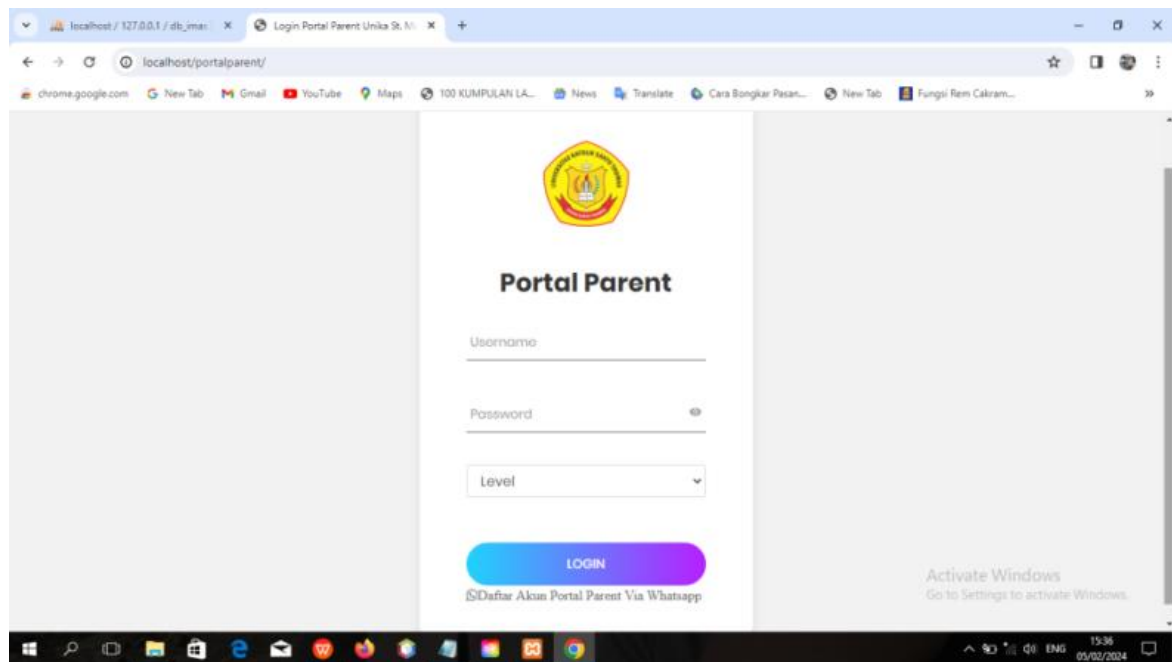 localhost / 127.0.0.1 / db_imas
Login Portal Parent Unika St. M
localhost/portalparent/
chrome.google.com
New Tab
Gmail
YouTube
Maps
100 KUMPULAN LA...
News
Translate
Cara Bongkar Pasan...
New Tab
Fungsi Rem Cakram...
Portal Parent
Username
Password
Level
LOGIN
Daftar Akun Portal Parent Via Whatsapp
Activate Windows
Go to Settings to activate Windows.
ENG
15:36
05/02/2024